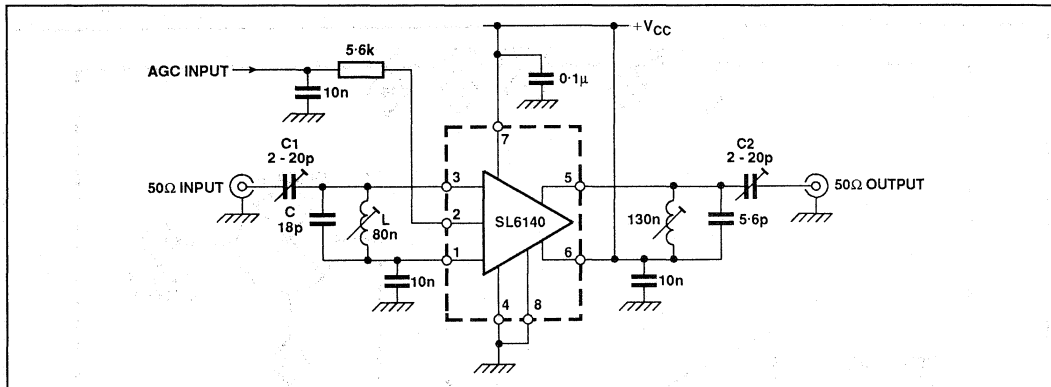 +VCC
5·6k
AGC INPUT
0·1µ
10n
7
C1
2 - 20p
C2
2 - 20p
50Ω INPUT
3
5
50Ω OUTPUT
C
18p
L
80n
2
SL6140
130n
5·6p
1
6
10n
10n
4
8